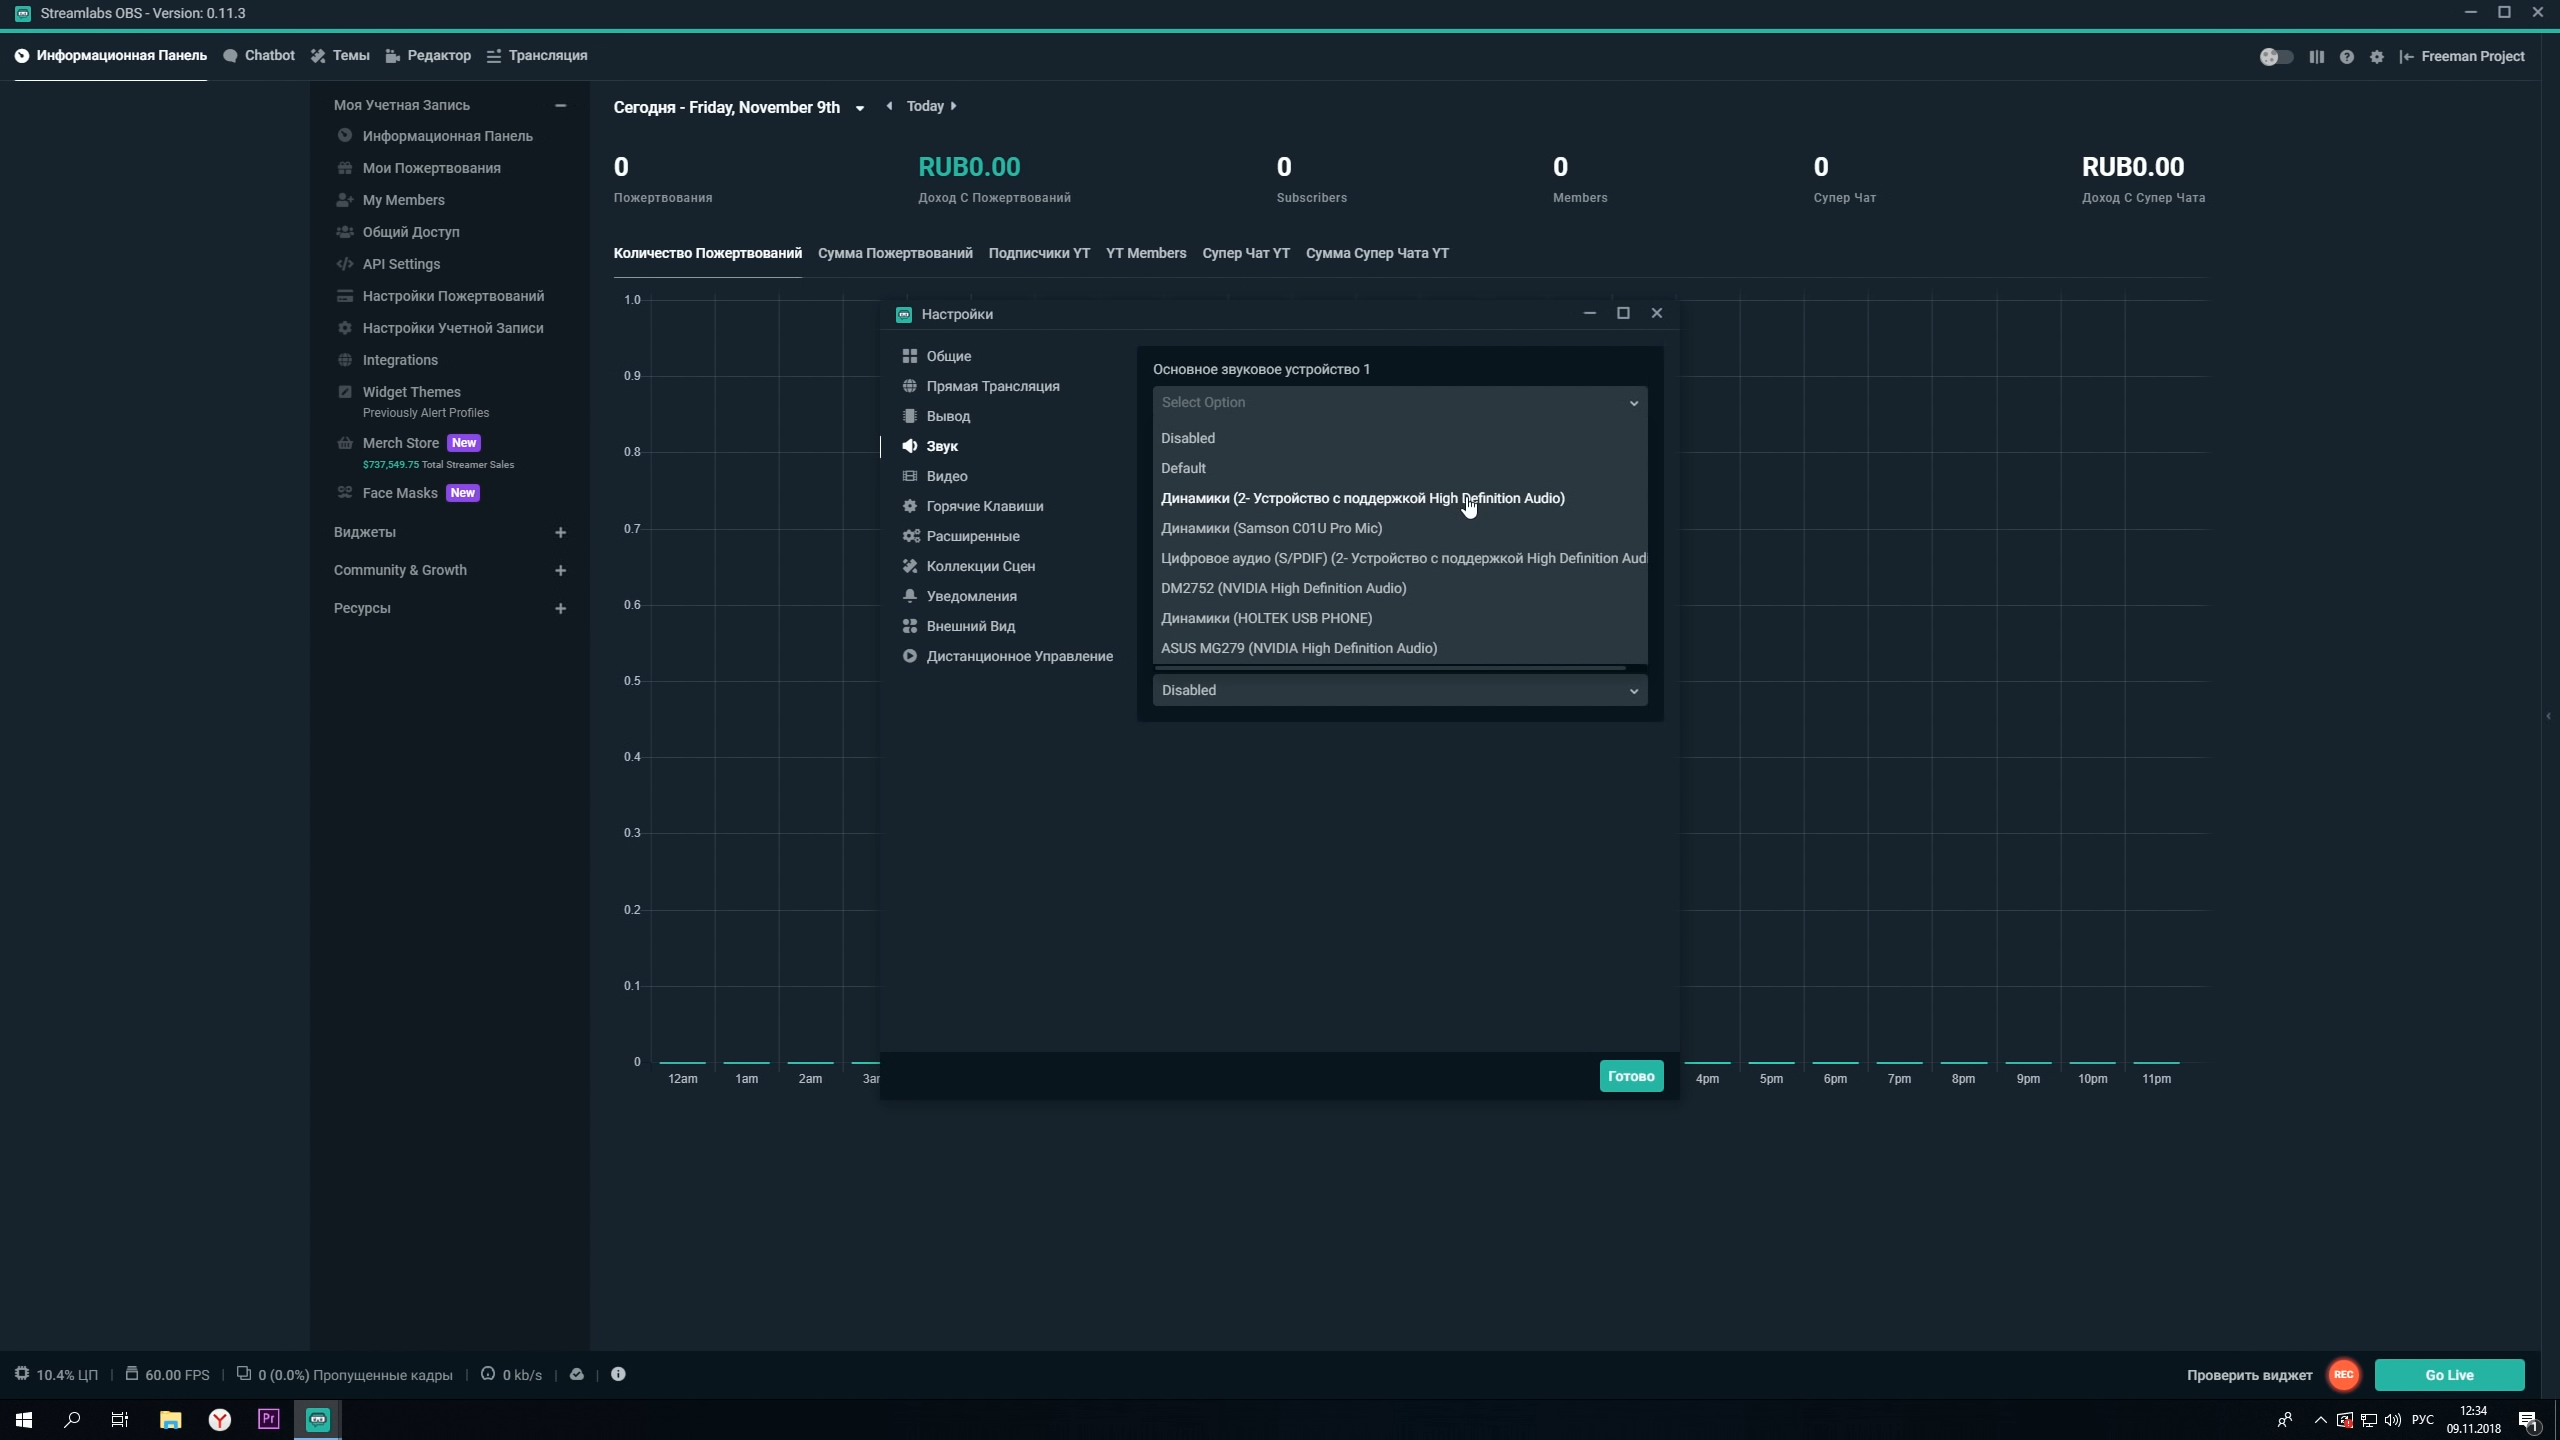 Streamlabs OBS - Version: 0.11.3
Информационная Панель
Chatbot
Темы
Редактор
Трансляция
Freeman Project
Моя Учетная Запись
Информационная Панель
Мои Пожертвования
My Members
Общий Доступ
API Settings
Настройки Пожертвований
Настройки Учетной Записи
Integrations
Widget Themes
Previously Alert Profiles
Merch Store New
$737,549.75 Total Streamer Sales
Face Masks New
Виджеты
Community & Growth
Ресурсы
Сегодня - Friday, November 9th
Today
0
Пожертвования
RUB0.00
Доход С Пожертвований
0
Subscribers
0
Members
0
Супер Чат
RUB0.00
Доход С Супер Чата
Количество Пожертвований
Сумма Пожертвований
Подписчики YT
YT Members
Супер Чат YT
Сумма Супер Чата YT
1.0
0.9
0.8
0.7
0.6
0.5
0.4
0.3
0.2
0.1
0
12am
1am
2am
3am
4pm
5pm
6pm
7pm
8pm
9pm
10pm
11pm
Настройки
Общие
Прямая Трансляция
Вывод
Звук
Видео
Горячие Клавиши
Расширенные
Коллекции Сцен
Уведомления
Внешний Вид
Дистанционное Управление
Основное звуковое устройство 1
Select Option
Disabled
Default
Динамики (2- Устройство с поддержкой High Definition Audio)
Динамики (Samson C01U Pro Mic)
Цифровое аудио (S/PDIF) (2- Устройство с поддержкой High Definition Audi
DM2752 (NVIDIA High Definition Audio)
Динамики (HOLTEK USB PHONE)
ASUS MG279 (NVIDIA High Definition Audio)
Disabled
Готово
10.4% ЦП
60.00 FPS
0 (0.0%) Пропущенные кадры
0 kb/s
Проверить виджет
REC
Go Live
Pr
РУС
12:34
09.11.2018
1